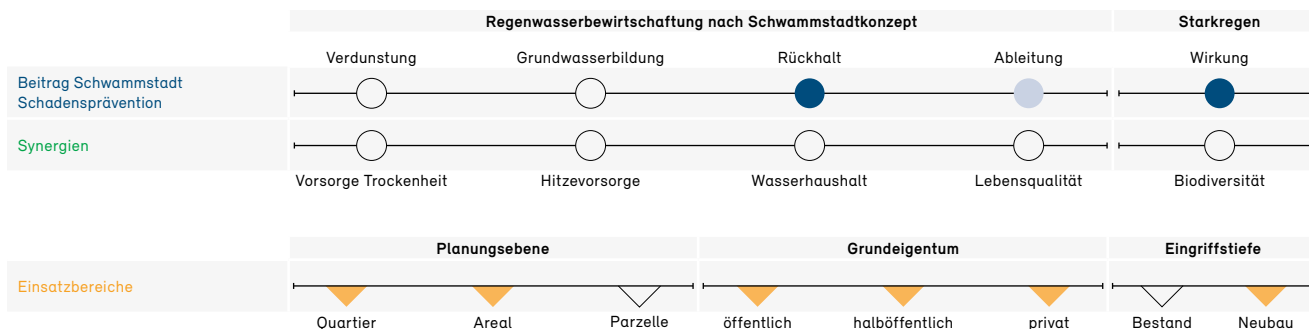 Regenwasserbewirtschaftung nach Schwammstadtkonzept
Starkregen
Verdunstung
Grundwasserbildung
Rückhalt
Ableitung
Wirkung
Beitrag Schwammstadt
Schadensprävention
Synergien
Vorsorge Trockenheit
Hitzevorsorge
Wasserhaushalt
Lebensqualität
Biodiversität
Planungsebene
Grundeigentum
Eingriffstiefe
Einsatzbereiche
Quartier
Areal
Parzelle
öffentlich
halböffentlich
privat
Bestand
Neubau